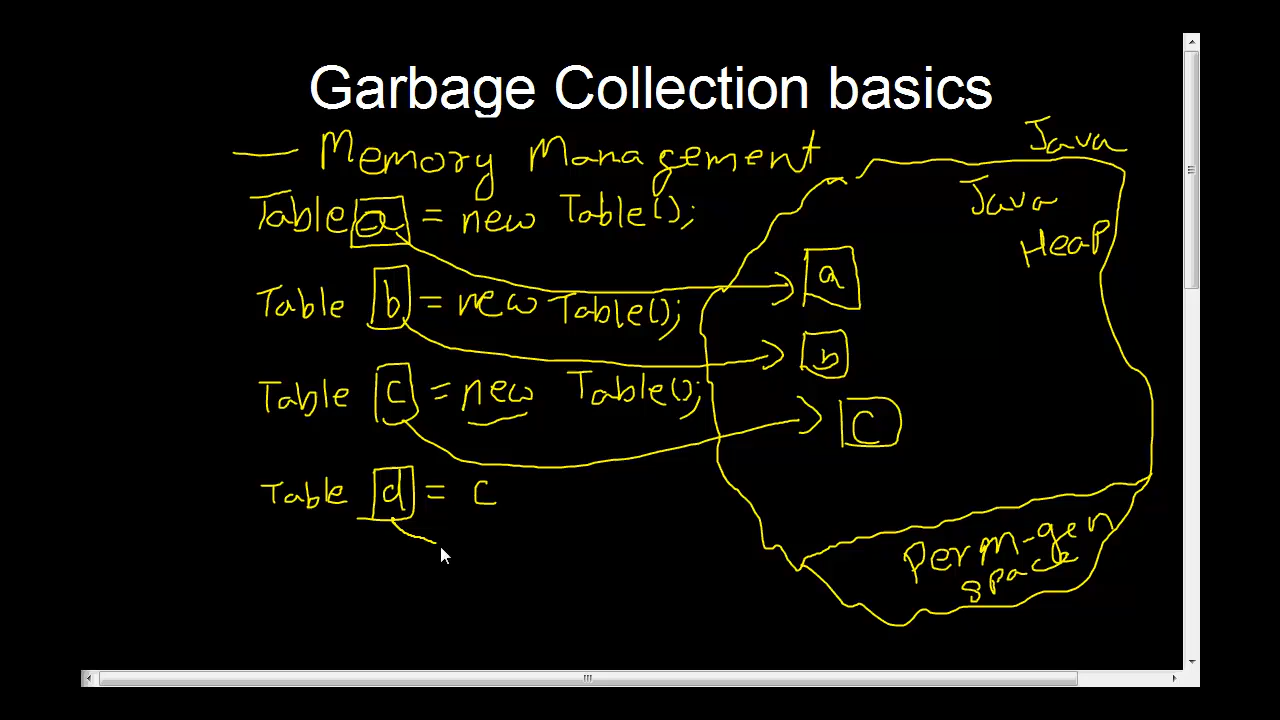 Garbage Collection basics
— Memory Management
Java
Table a = new Table();
Java
Heap
a
Table b = new Table();
b
Table c = new Table();
c
Table d = c
Perm-gen
space